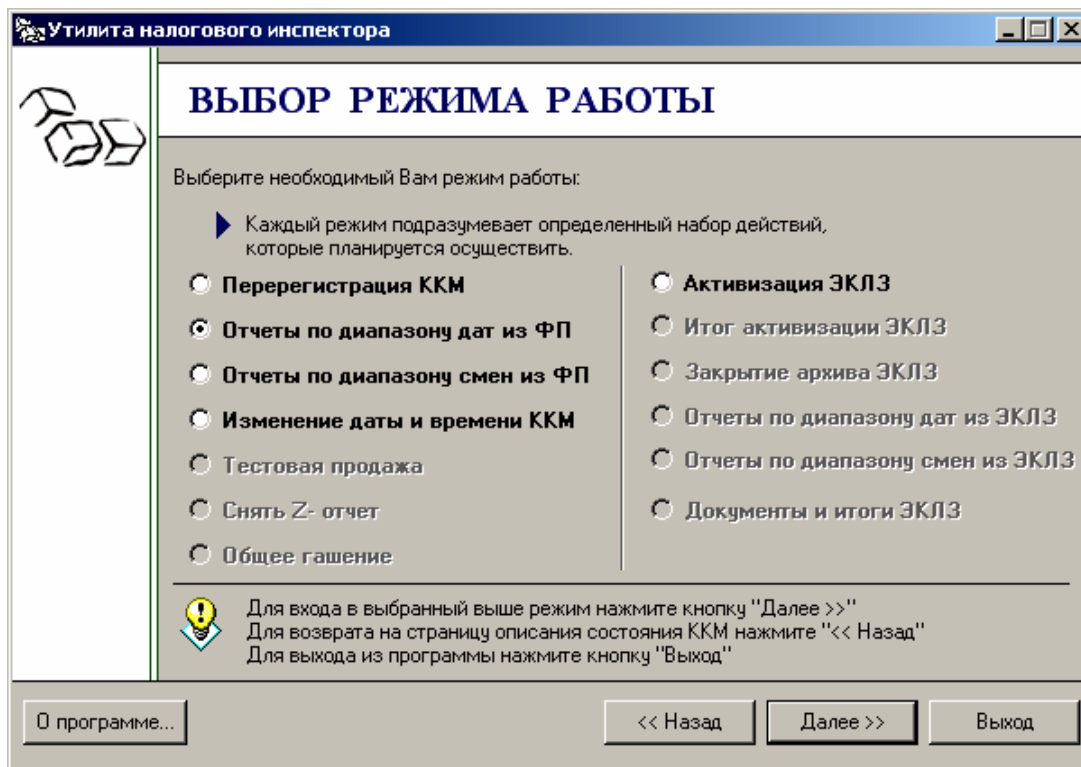 Утилита налогового инспектора
ВЫБОР РЕЖИМА РАБОТЫ
Выберите необходимый Вам режим работы:
Каждый режим подразумевает определенный набор действий,
которые планируется осуществить.
Перерегистрация ККМ
Отчеты по диапазону дат из ФП
Отчеты по диапазону смен из ФП
Изменение даты и времени ККМ
Тестовая продажа
Снять Z- отчет
Общее гашение
Активизация ЭКЛЗ
Итог активизации ЭКЛЗ
Закрытие архива ЭКЛЗ
Отчеты по диапазону дат из ЭКЛЗ
Отчеты по диапазону смен из ЭКЛЗ
Документы и итоги ЭКЛЗ
Для входа в выбранный выше режим нажмите кнопку "Далее >>"
Для возврата на страницу описания состояния ККМ нажмите "<< Назад"
Для выхода из программы нажмите кнопку "Выход"
О программе...
<< Назад
Далее >>
Выход